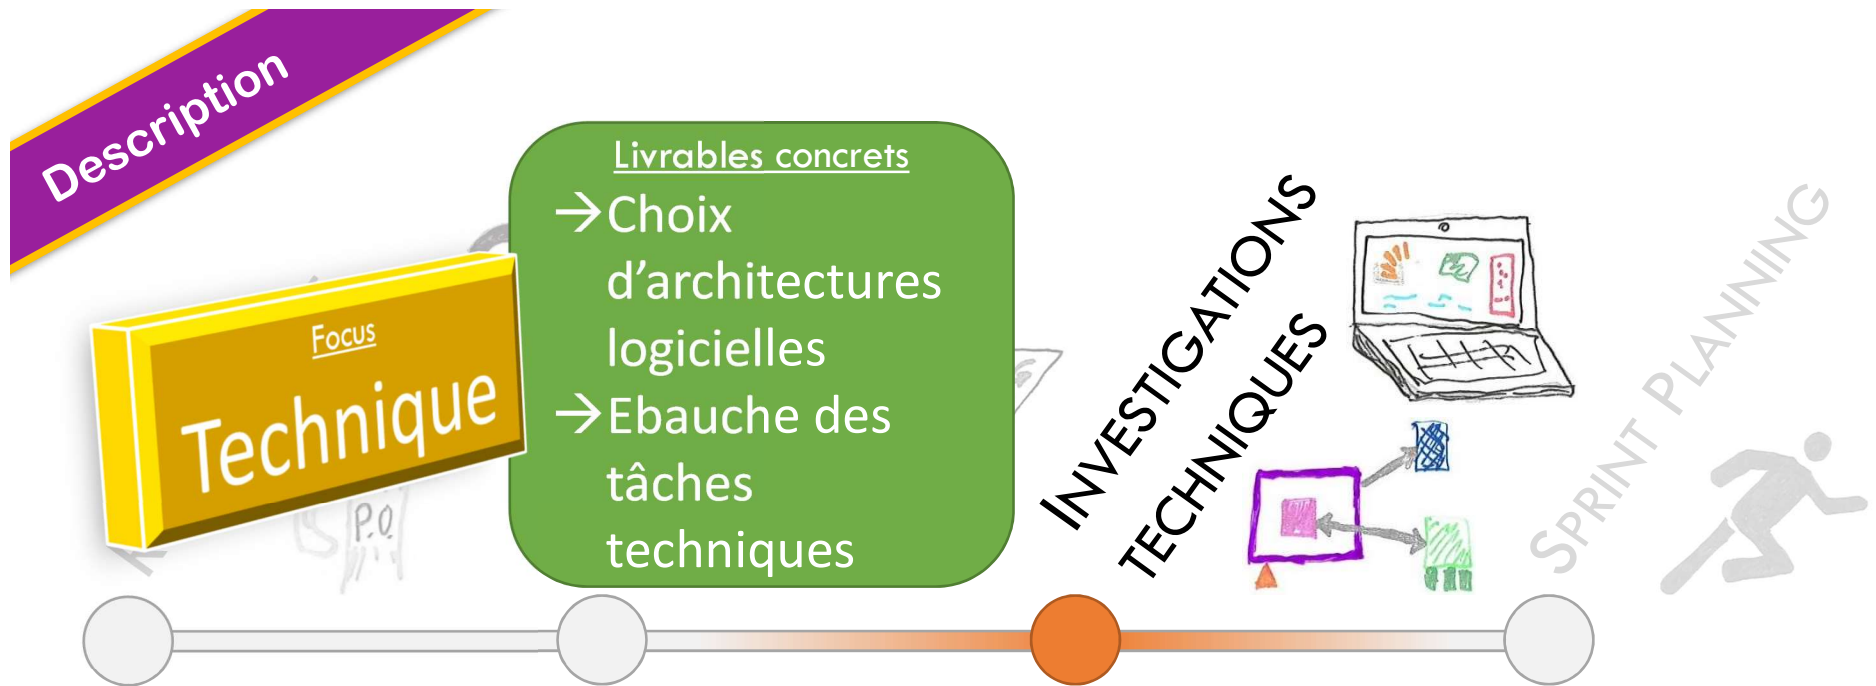 Description
Focus
Technique
Livrables concrets
→Choix
d’architectures
logicielles
→Ebauche des
tâches
techniques
P.O
INVESTIGATIONS
TECHNIQUES
SPRINT PLANNING